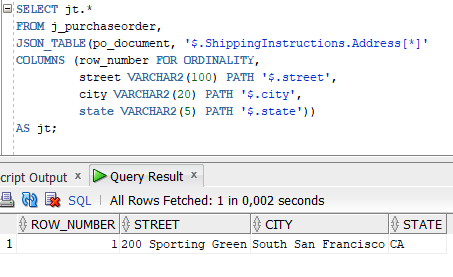 SELECT jt.*
FROM j_purchaseorder,
JSON_TABLE(po_document, '$.ShippingInstructions.Address[*]'
COLUMNS (row_number FOR ORDINALITY,
street VARCHAR2(100) PATH '$.street',
city VARCHAR2(20) PATH '$.city',
state VARCHAR2(5) PATH '$.state'))
AS jt;
cript Output x Query Result x
SQL | All Rows Fetched: 1 in 0,002 seconds
ROW_NUMBER STREET CITY STATE
1 1 200 Sporting Green South San Francisco CA